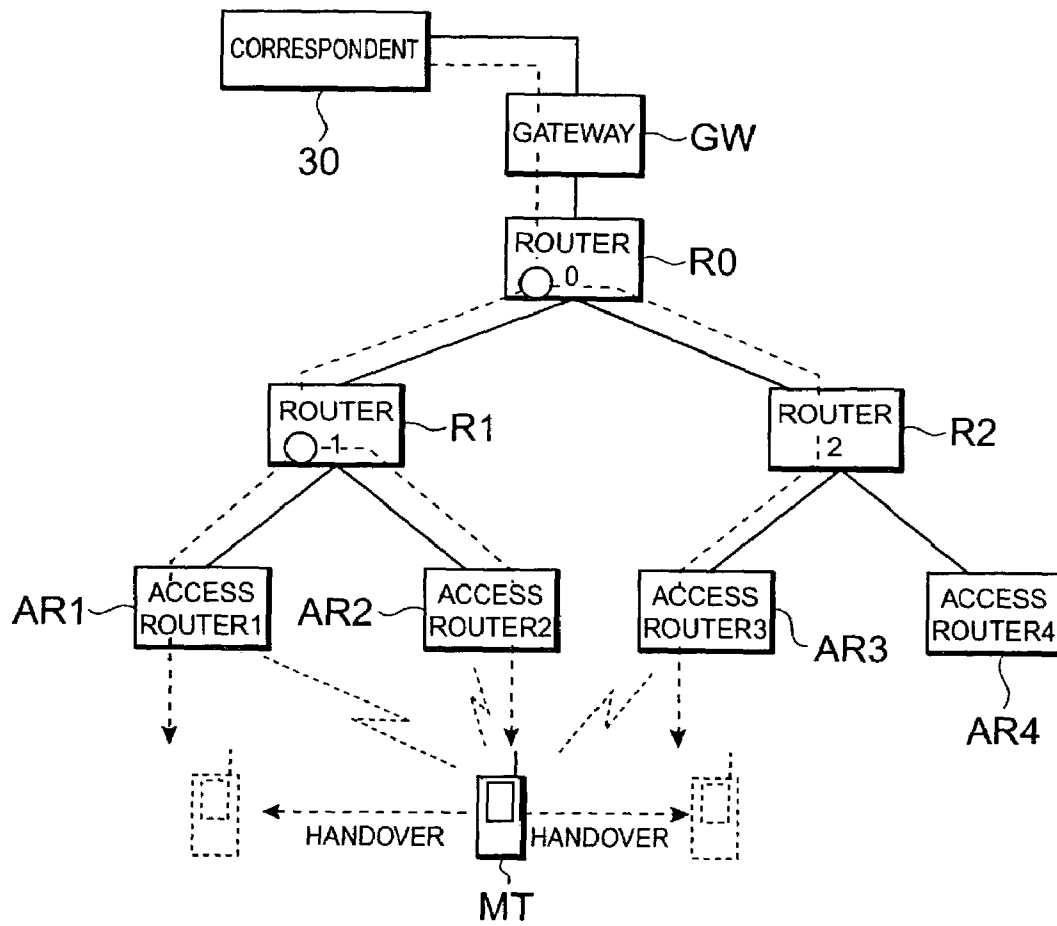 CORRESPONDENT
30
GATEWAY
GW
ROUTER
0
R0
ROUTER
1
R1
ROUTER
2
R2
AR1
ACCESS
ROUTER1
AR2
ACCESS
ROUTER2
ACCESS
ROUTER3
AR3
ACCESS
ROUTER4
AR4
HANDOVER
HANDOVER
MT